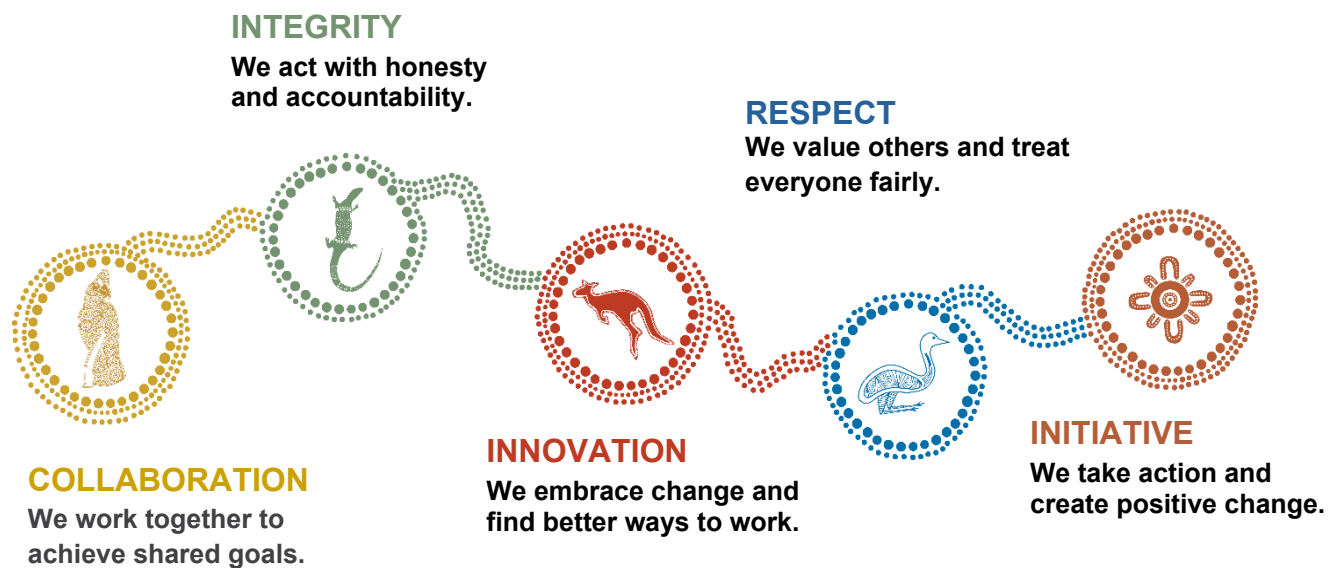 INTEGRITY
We act with honesty
and accountability.
RESPECT
We value others and treat
everyone fairly.
COLLABORATION
We work together to
achieve shared goals.
INNOVATION
We embrace change and
find better ways to work.
INITIATIVE
We take action and
create positive change.